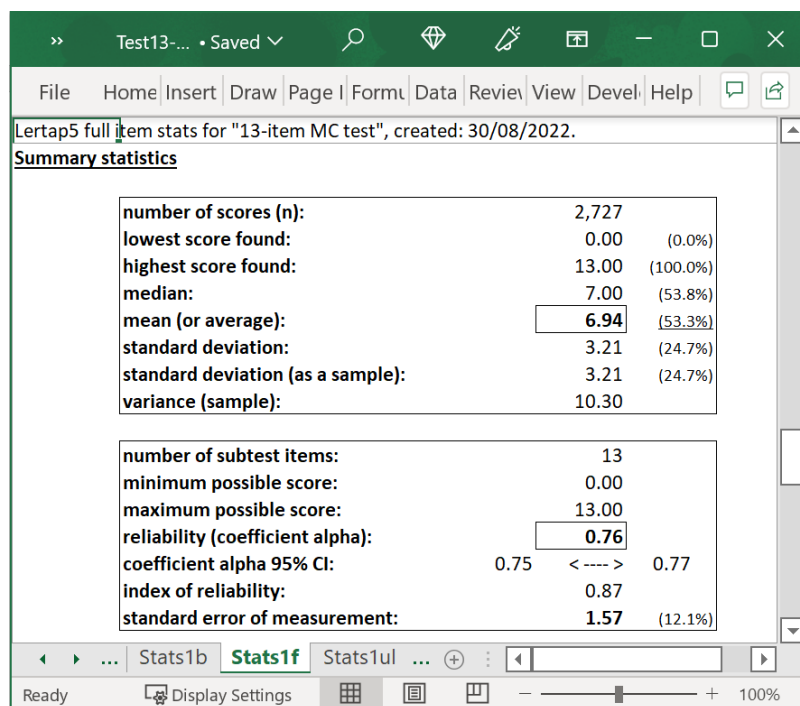 ›› Test13-... • Saved
File Home Insert Draw Page l Formu Data Review View Devel Help
Lertap5 full item stats for "13-item MC test", created: 30/08/2022.
Summary statistics
number of scores (n): 2,727
lowest score found: 0.00 (0.0%)
highest score found: 13.00 (100.0%)
median: 7.00 (53.8%)
mean (or average): 6.94 (53.3%)
standard deviation: 3.21 (24.7%)
standard deviation (as a sample): 3.21 (24.7%)
variance (sample): 10.30
number of subtest items: 13
minimum possible score: 0.00
maximum possible score: 13.00
reliability (coefficient alpha): 0.76
coefficient alpha 95% CI: 0.75 < ---- > 0.77
index of reliability: 0.87
standard error of measurement: 1.57 (12.1%)
... Stats1b Stats1f Stats1ul ...
Ready Display Settings 100%